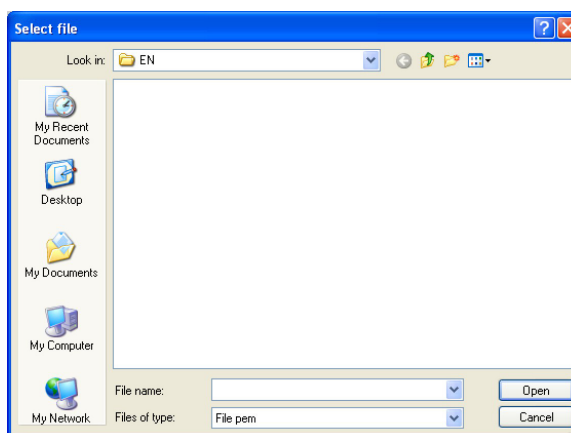 Select file
Look in:
EN
My Recent
Documents
Desktop
My Documents
My Computer
My Network
File name:
Open
Files of type:
File pem
Cancel